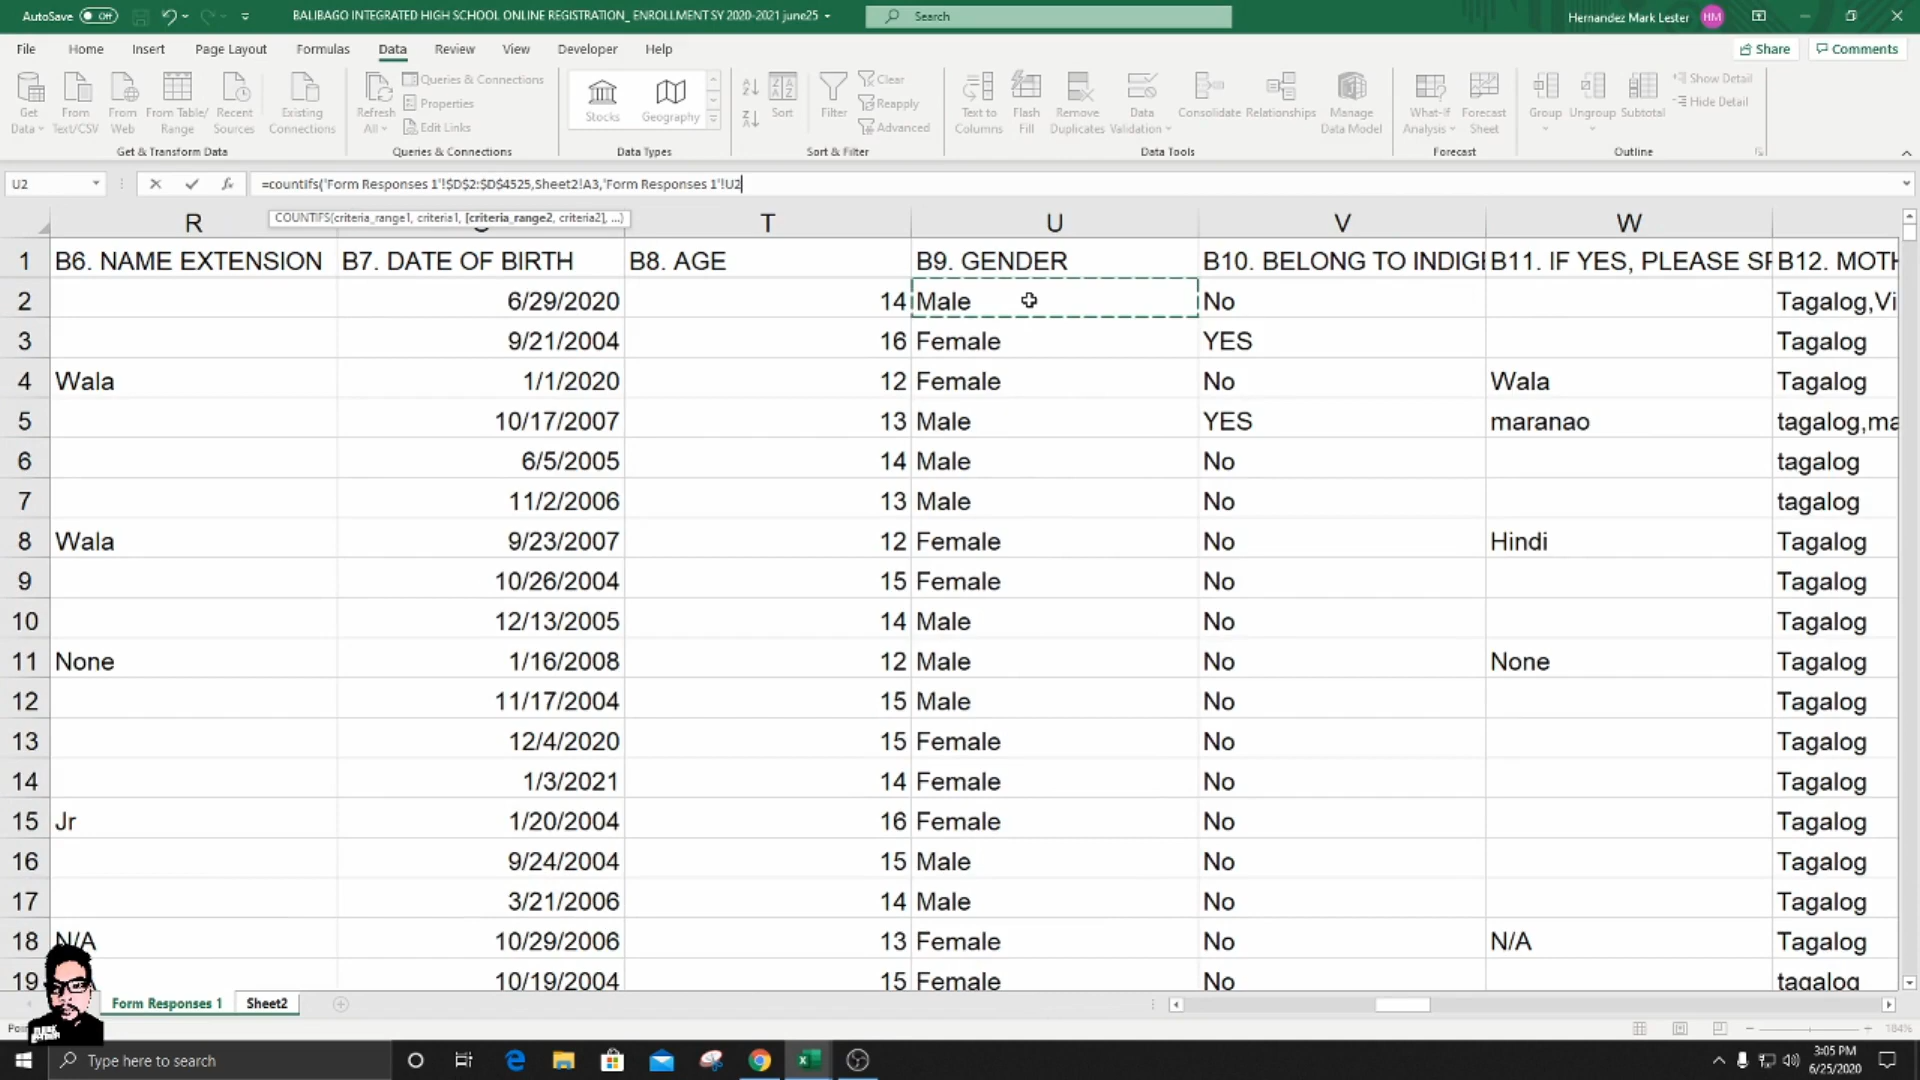 AutoSave Off
BALIBAGO INTEGRATED HIGH SCHOOL ONLINE REGISTRATION_ ENROLLMENT SY 2020-2021 june25
Search
Hernandez Mark Lester HM
File Home Insert Page Layout Formulas Data Review View Developer Help
Share Comments
Get Data
From Text/CSV
From Web
From Table/ Range
Recent Sources
Existing Connections
Get & Transform Data
Refresh All
Queries & Connections
Properties
Edit Links
Queries & Connections
Stocks
Geography
Data Types
Sort
Filter
Clear
Reapply
Advanced
Sort & Filter
Text to Columns
Flash Fill
Remove Duplicates
Data Validation
Consolidate
Relationships
Manage Data Model
Data Tools
What-If Analysis
Forecast Sheet
Forecast
Group
Ungroup
Subtotal
Show Detail
Hide Detail
Outline
U2
fx
=countifs('Form Responses 1'!$D$2:$D$4525,Sheet2!A3,'Form Responses 1'!U2
COUNTIFS(criteria_range1, criteria1, [criteria_range2, criteria2], ...)
R T U V W
1 B6. NAME EXTENSION B7. DATE OF BIRTH B8. AGE B9. GENDER B10. BELONG TO INDIG B11. IF YES, PLEASE SP B12. MOTH
2 6/29/2020 14 Male No Tagalog,Vi
3 9/21/2004 16 Female YES Tagalog
4 Wala 1/1/2020 12 Female No Wala Tagalog
5 10/17/2007 13 Male YES maranao tagalog,ma
6 6/5/2005 14 Male No tagalog
7 11/2/2006 13 Male No tagalog
8 Wala 9/23/2007 12 Female No Hindi Tagalog
9 10/26/2004 15 Female No Tagalog
10 12/13/2005 14 Male No Tagalog
11 None 1/16/2008 12 Male No None Tagalog
12 11/17/2004 15 Male No Tagalog
13 12/4/2020 15 Female No Tagalog
14 1/3/2021 14 Female No Tagalog
15 Jr 1/20/2004 16 Female No Tagalog
16 9/24/2004 15 Male No Tagalog
17 3/21/2006 14 Male No Tagalog
18 N/A 10/29/2006 13 Female No N/A Tagalog
19 10/19/2004 15 Female No tagalog
Form Responses 1 Sheet2
184%
Type here to search
3:05 PM
6/25/2020